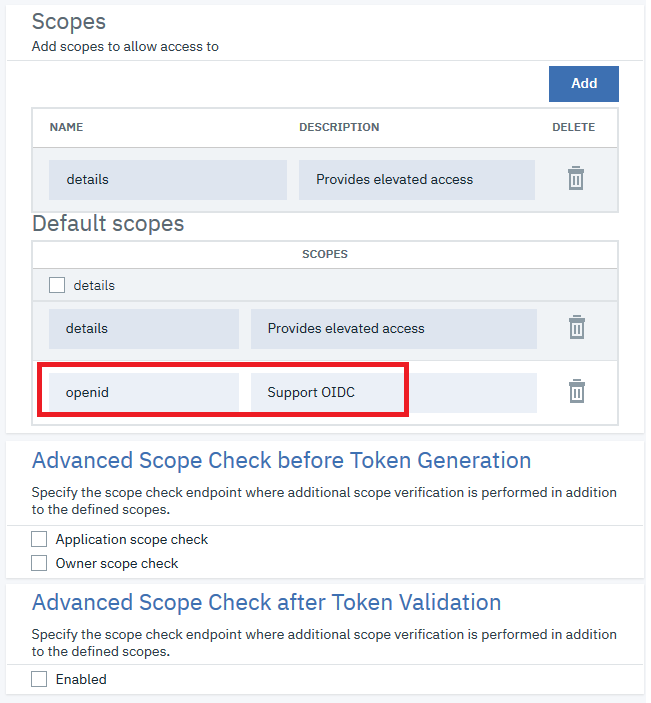 Scopes
Add scopes to allow access to
Add
NAME DESCRIPTION DELETE
details Provides elevated access
Default scopes
SCOPES
details
details Provides elevated access
openid Support OIDC
Advanced Scope Check before Token Generation
Specify the scope check endpoint where additional scope verification is performed in addition
to the defined scopes.
Application scope check
Owner scope check
Advanced Scope Check after Token Validation
Specify the scope check endpoint where additional scope verification is performed in addition
to the defined scopes.
Enabled